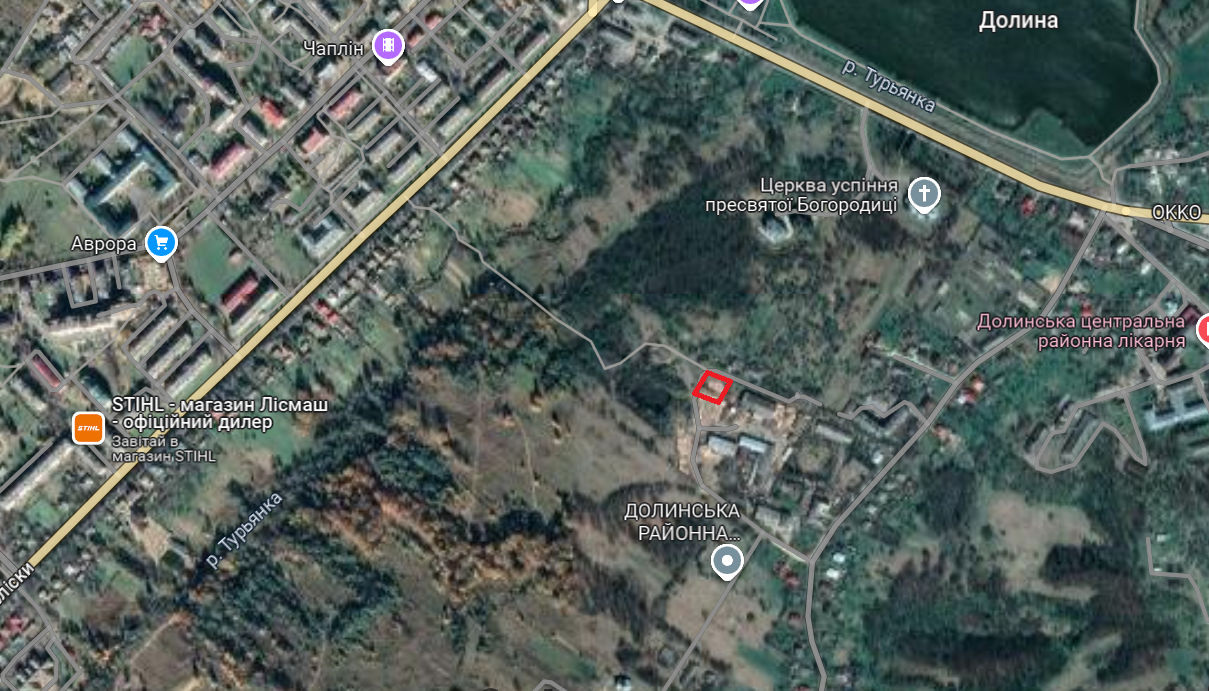 Долина
Чаплін
р. Турьянка
Церква успіння
пресвятої Богородиці
ОККО
Аврора
Долинська центральна
районна лікарня
STIHL - магазин Лісмаш
- офіційний дилер
Завітай в
магазин STIHL
STIHL
р. Турьянка
ДОЛИНСЬКА
РАЙОННА...
ліски